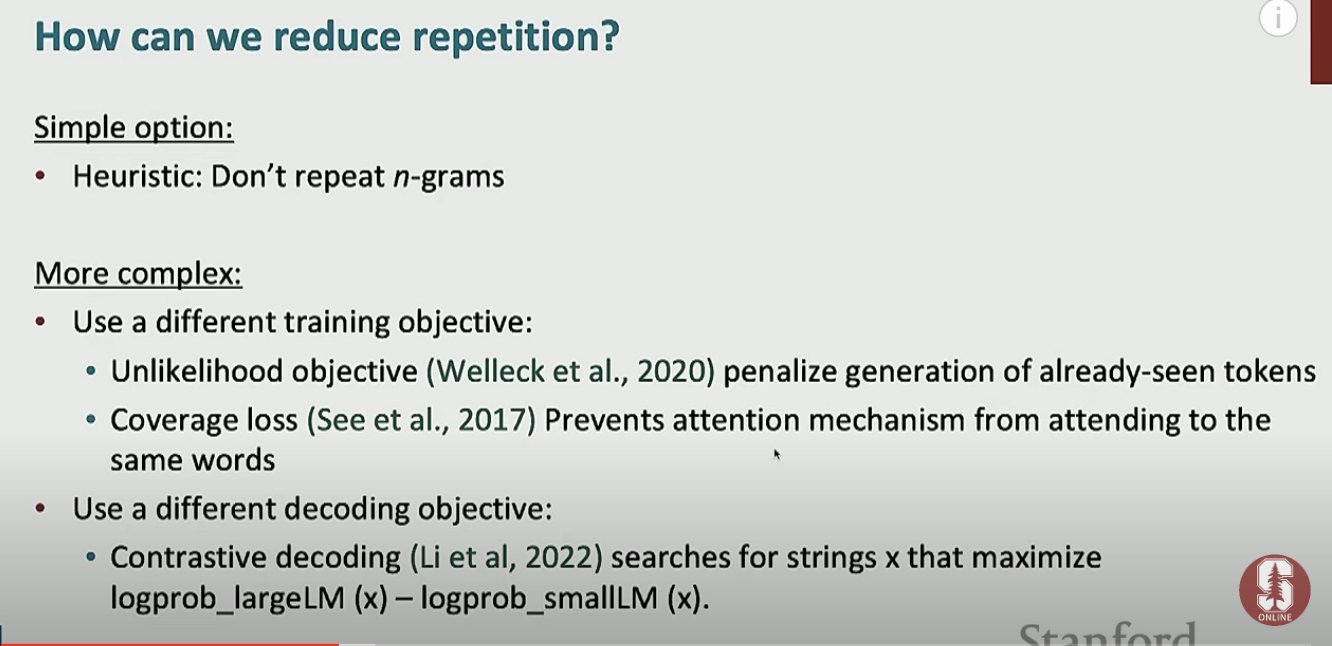 How can we reduce repetition?
i
Simple option:
• Heuristic: Don’t repeat n-grams
More complex:
• Use a different training objective:
• Unlikelihood objective (Welleck et al., 2020) penalize generation of already-seen tokens
• Coverage loss (See et al., 2017) Prevents attention mechanism from attending to the
same words
• Use a different decoding objective:
• Contrastive decoding (Li et al, 2022) searches for strings x that maximize
logprob_largeLM (x) – logprob_smallLM (x).
S
ONLINE
Stanford